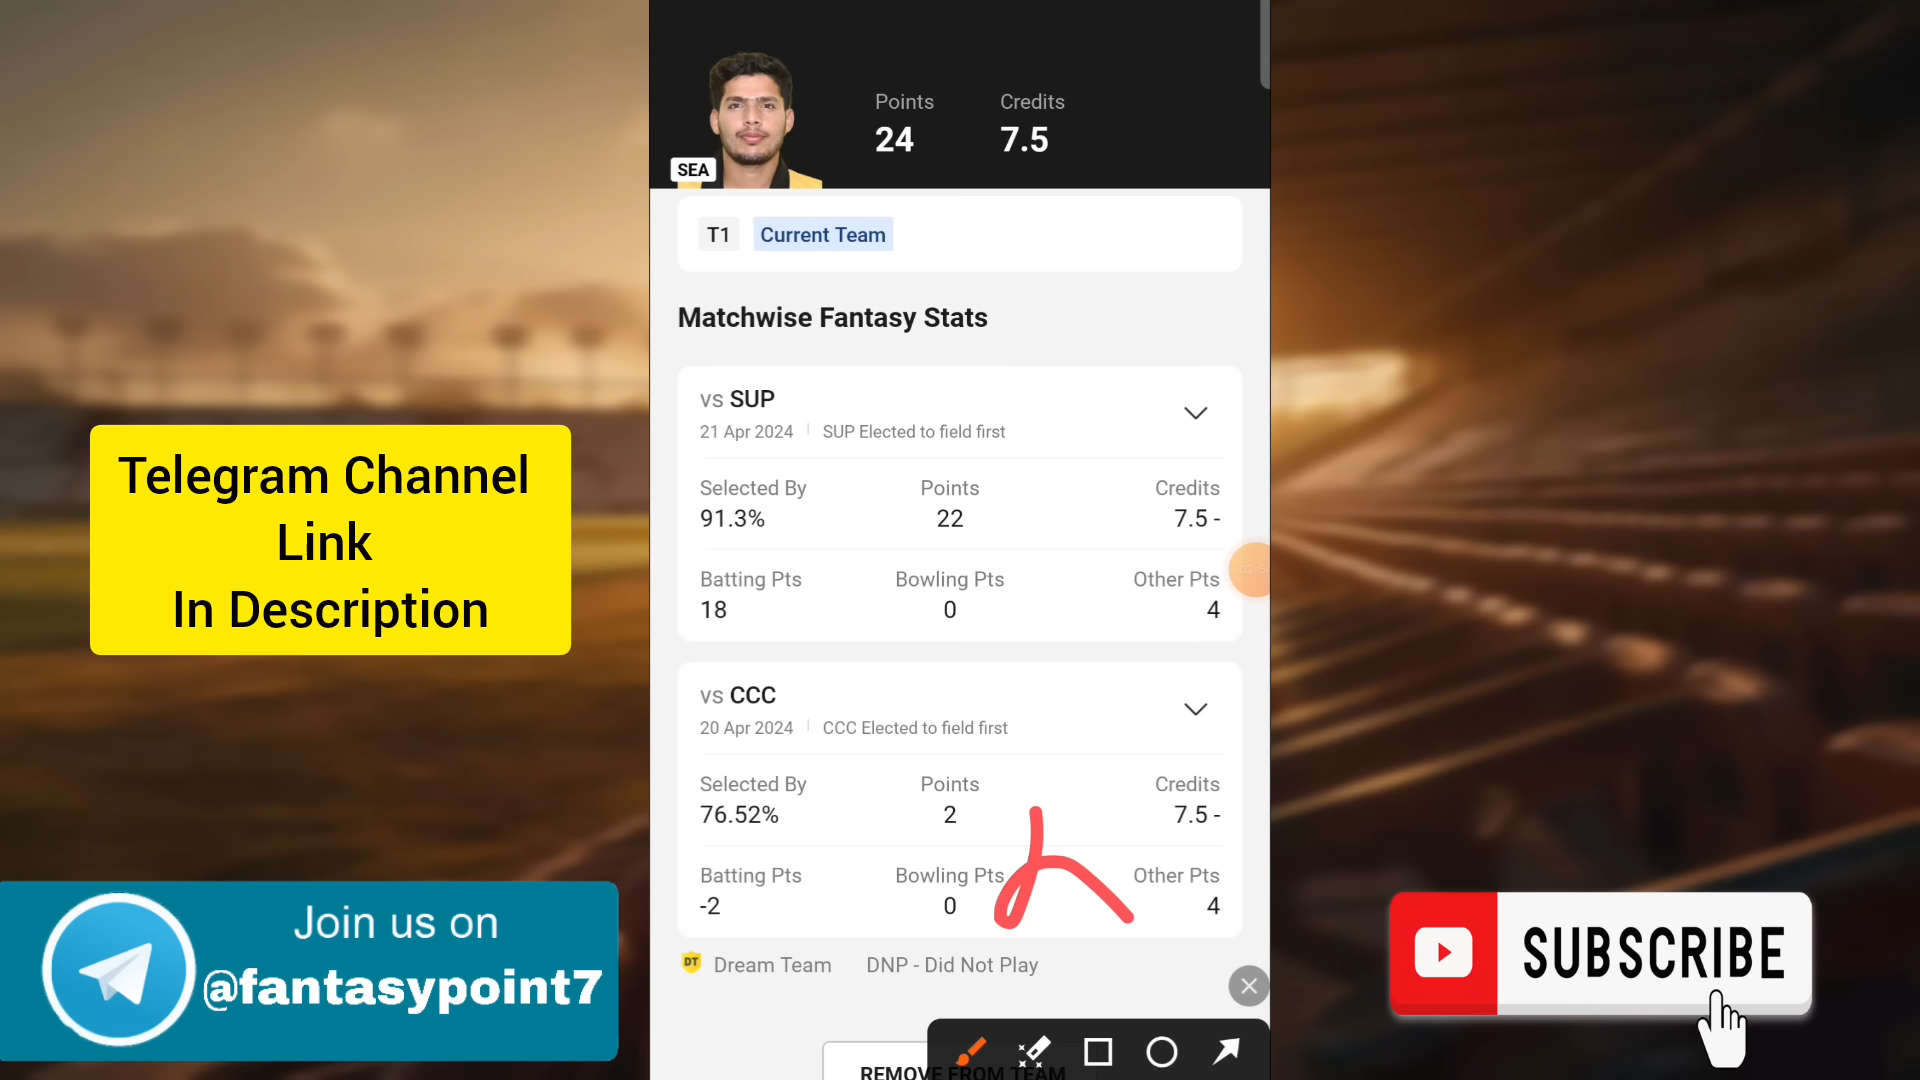 Points Credits
24 7.5
SEA
T1 Current Team
Matchwise Fantasy Stats
vs SUP
21 Apr 2024 SUP Elected to field first
Selected By Points Credits
91.3% 22 7.5 -
Batting Pts Bowling Pts Other Pts
18 0 4
vs CCC
20 Apr 2024 CCC Elected to field first
Selected By Points Credits
76.52% 2 7.5 -
Batting Pts Bowling Pts Other Pts
-2 0 4
DT Dream Team DNP - Did Not Play
REMOVE FROM TEAM
Telegram Channel
Link
In Description
Join us on
@fantasypoint7
SUBSCRIBE